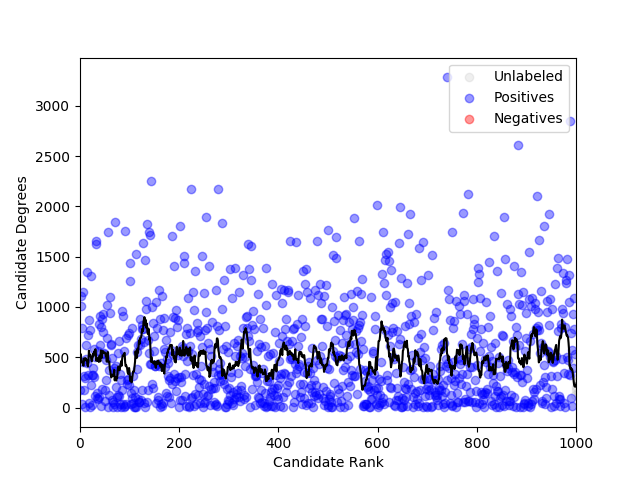 Unlabeled
Positives
Negatives
3000
2500
2000
1500
1000
500
0
Candidate Degrees
0 200 400 600 800 1000
Candidate Rank